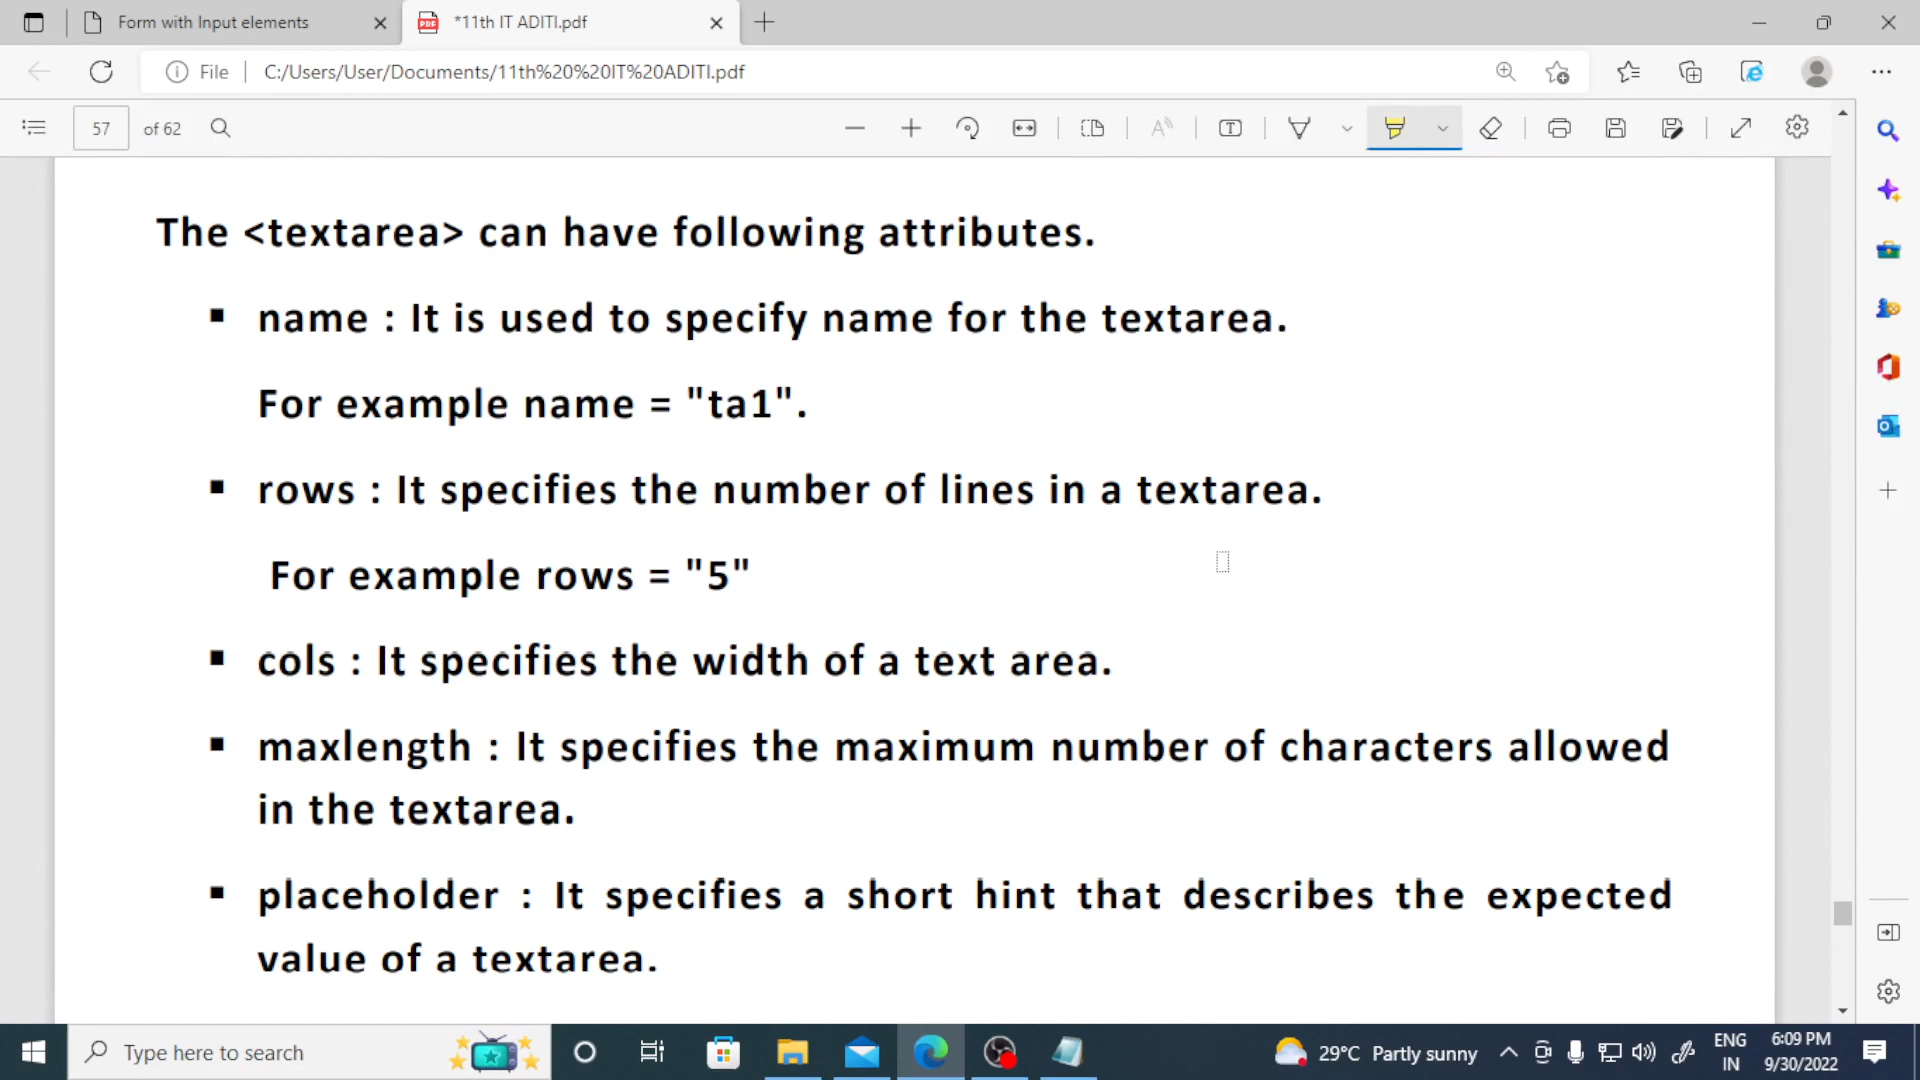 Form with Input elements
*11th IT ADITI.pdf
File
C:/Users/User/Documents/11th%20%20IT%20ADITI.pdf
57
of 62
The <textarea> can have following attributes.
▪ name : It is used to specify name for the textarea.
For example name = "ta1".
▪ rows : It specifies the number of lines in a textarea.
For example rows = "5"
▪ cols : It specifies the width of a text area.
▪ maxlength : It specifies the maximum number of characters allowed
in the textarea.
▪ placeholder : It specifies a short hint that describes the expected
value of a textarea.
Type here to search
29°C Partly sunny
ENG
IN
6:09 PM
9/30/2022